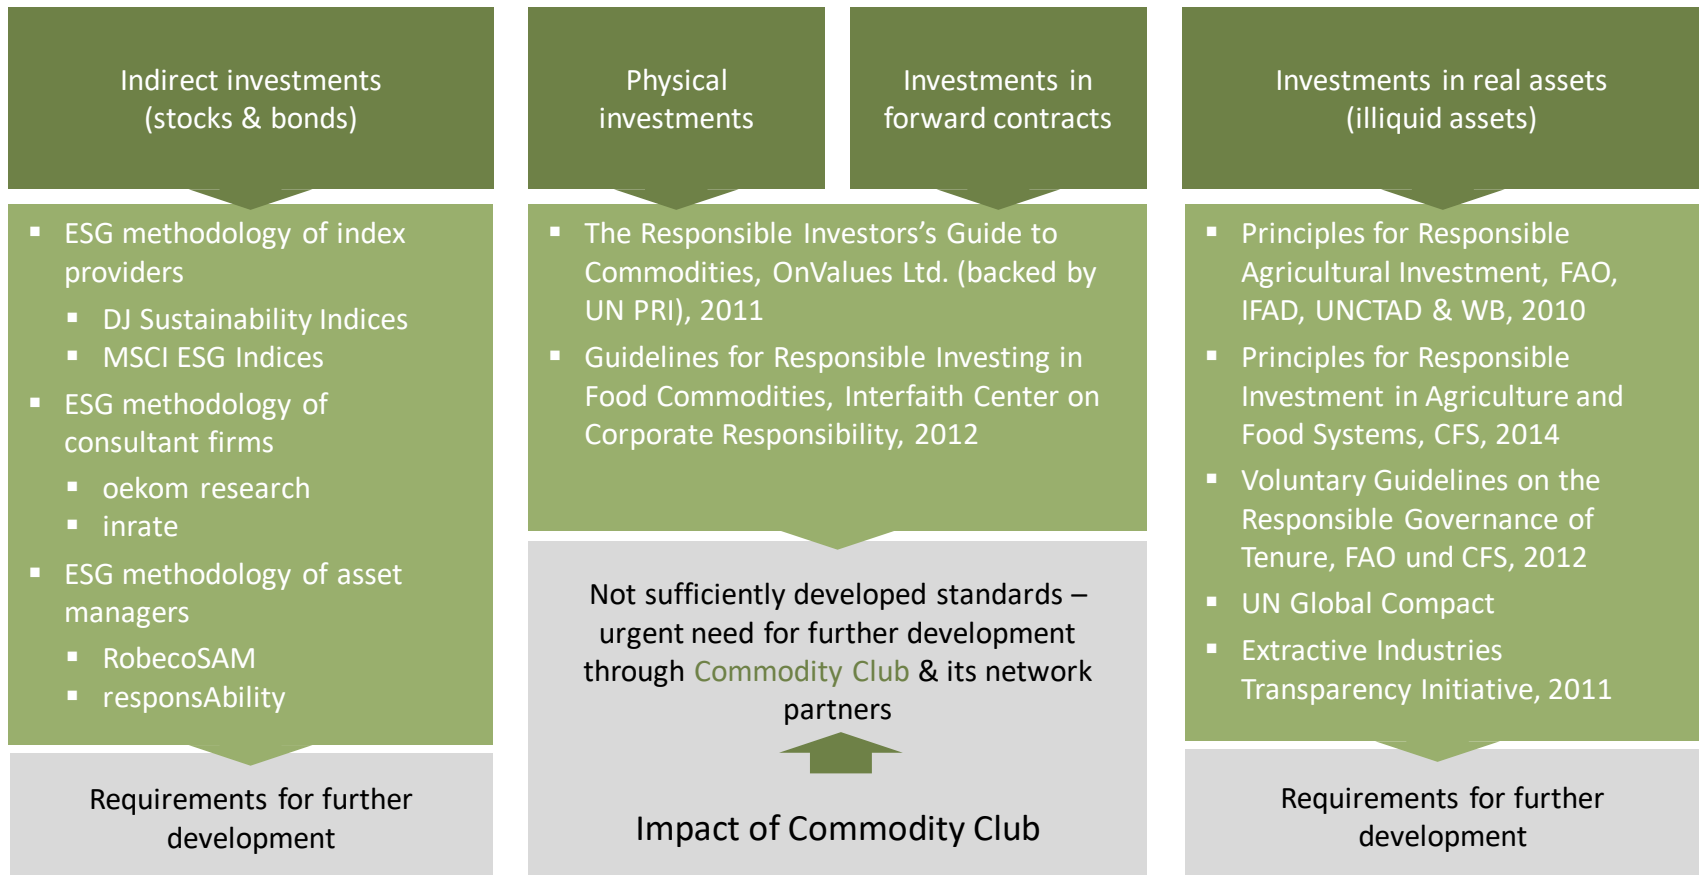 Indirect investments
(stocks & bonds)
▪ ESG methodology of index
providers
▪ DJ Sustainability Indices
▪ MSCI ESG Indices
▪ ESG methodology of
consultant firms
▪ oekom research
▪ inrate
▪ ESG methodology of asset
managers
▪ RobecoSAM
▪ responsAbility
Requirements for further
development
Physical
investments
Investments in
forward contracts
▪ The Responsible Investors’s Guide to
Commodities, OnValues Ltd. (backed by
UN PRI), 2011
▪ Guidelines for Responsible Investing in
Food Commodities, Interfaith Center on
Corporate Responsibility, 2012
Not sufficiently developed standards –
urgent need for further development
through Commodity Club & its network
partners
Impact of Commodity Club
Investments in real assets
(illiquid assets)
▪ Principles for Responsible
Agricultural Investment, FAO,
IFAD, UNCTAD & WB, 2010
▪ Principles for Responsible
Investment in Agriculture and
Food Systems, CFS, 2014
▪ Voluntary Guidelines on the
Responsible Governance of
Tenure, FAO und CFS, 2012
▪ UN Global Compact
▪ Extractive Industries
Transparency Initiative, 2011
Requirements for further
development